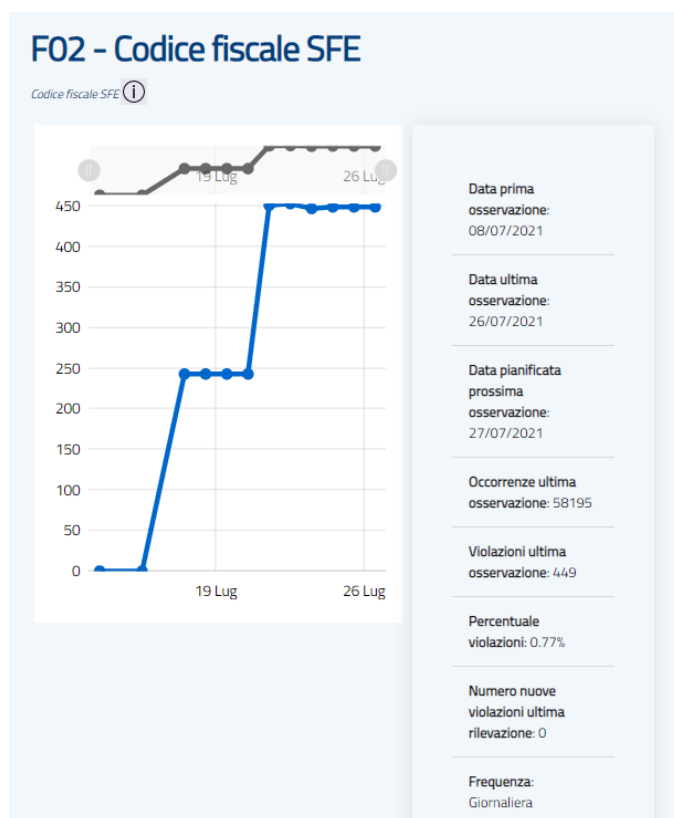 F02 - Codice fiscale SFE
Codice fiscale SFE
19 Lug
26 Lug
450
400
350
300
250
200
150
100
50
0
19 Lug
26 Lug
Data prima
osservazione:
08/07/2021
Data ultima
osservazione:
26/07/2021
Data pianificata
prossima
osservazione:
27/07/2021
Occorrenze ultima
osservazione: 58195
Violazioni ultima
osservazione: 449
Percentuale
violazioni: 0.77%
Numero nuove
violazioni ultima
rilevazione: 0
Frequenza:
Giornaliera